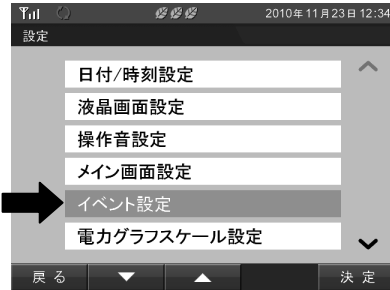 2010年11月23日 12:34
設定
日付/時刻設定
液晶画面設定
操作音設定
メイン画面設定
イベント設定
電力グラフスケール設定
戻る ▼ ▲ 決定